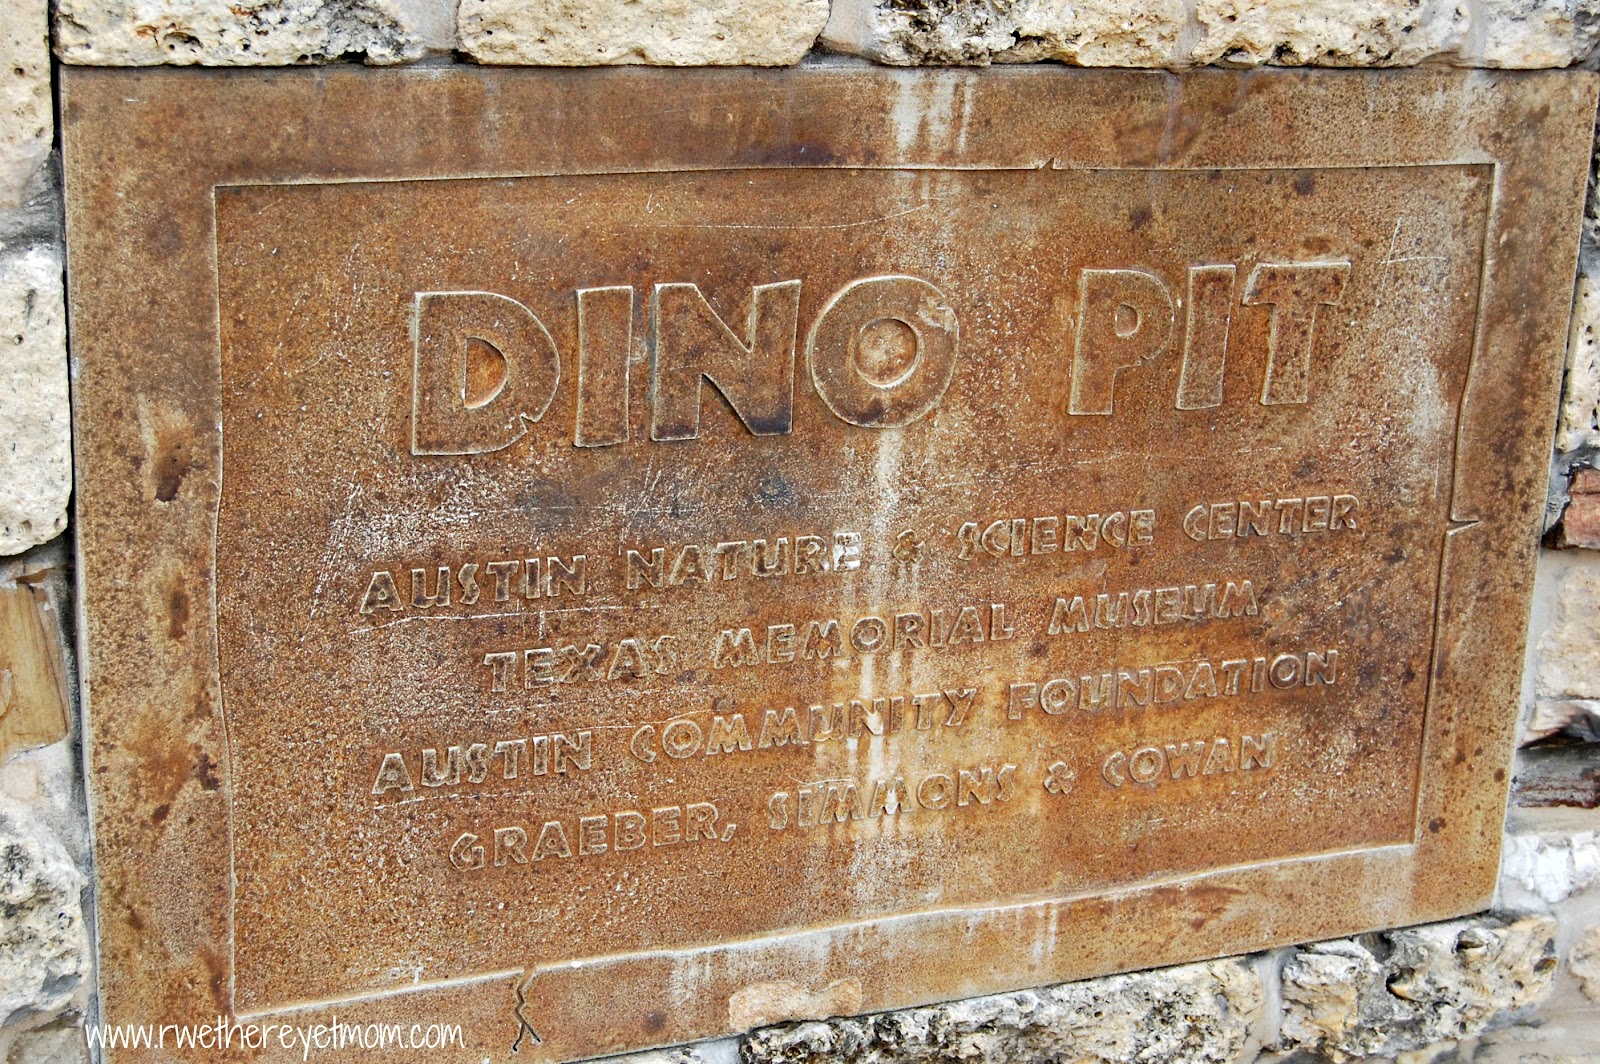 DINO PIT
AUSTIN NATURE & SCIENCE CENTER
TEXAS MEMORIAL MUSEUM
AUSTIN COMMUNITY FOUNDATION
GRAEBER, SIMMONS & COWAN
www.rwethereyetmom.com